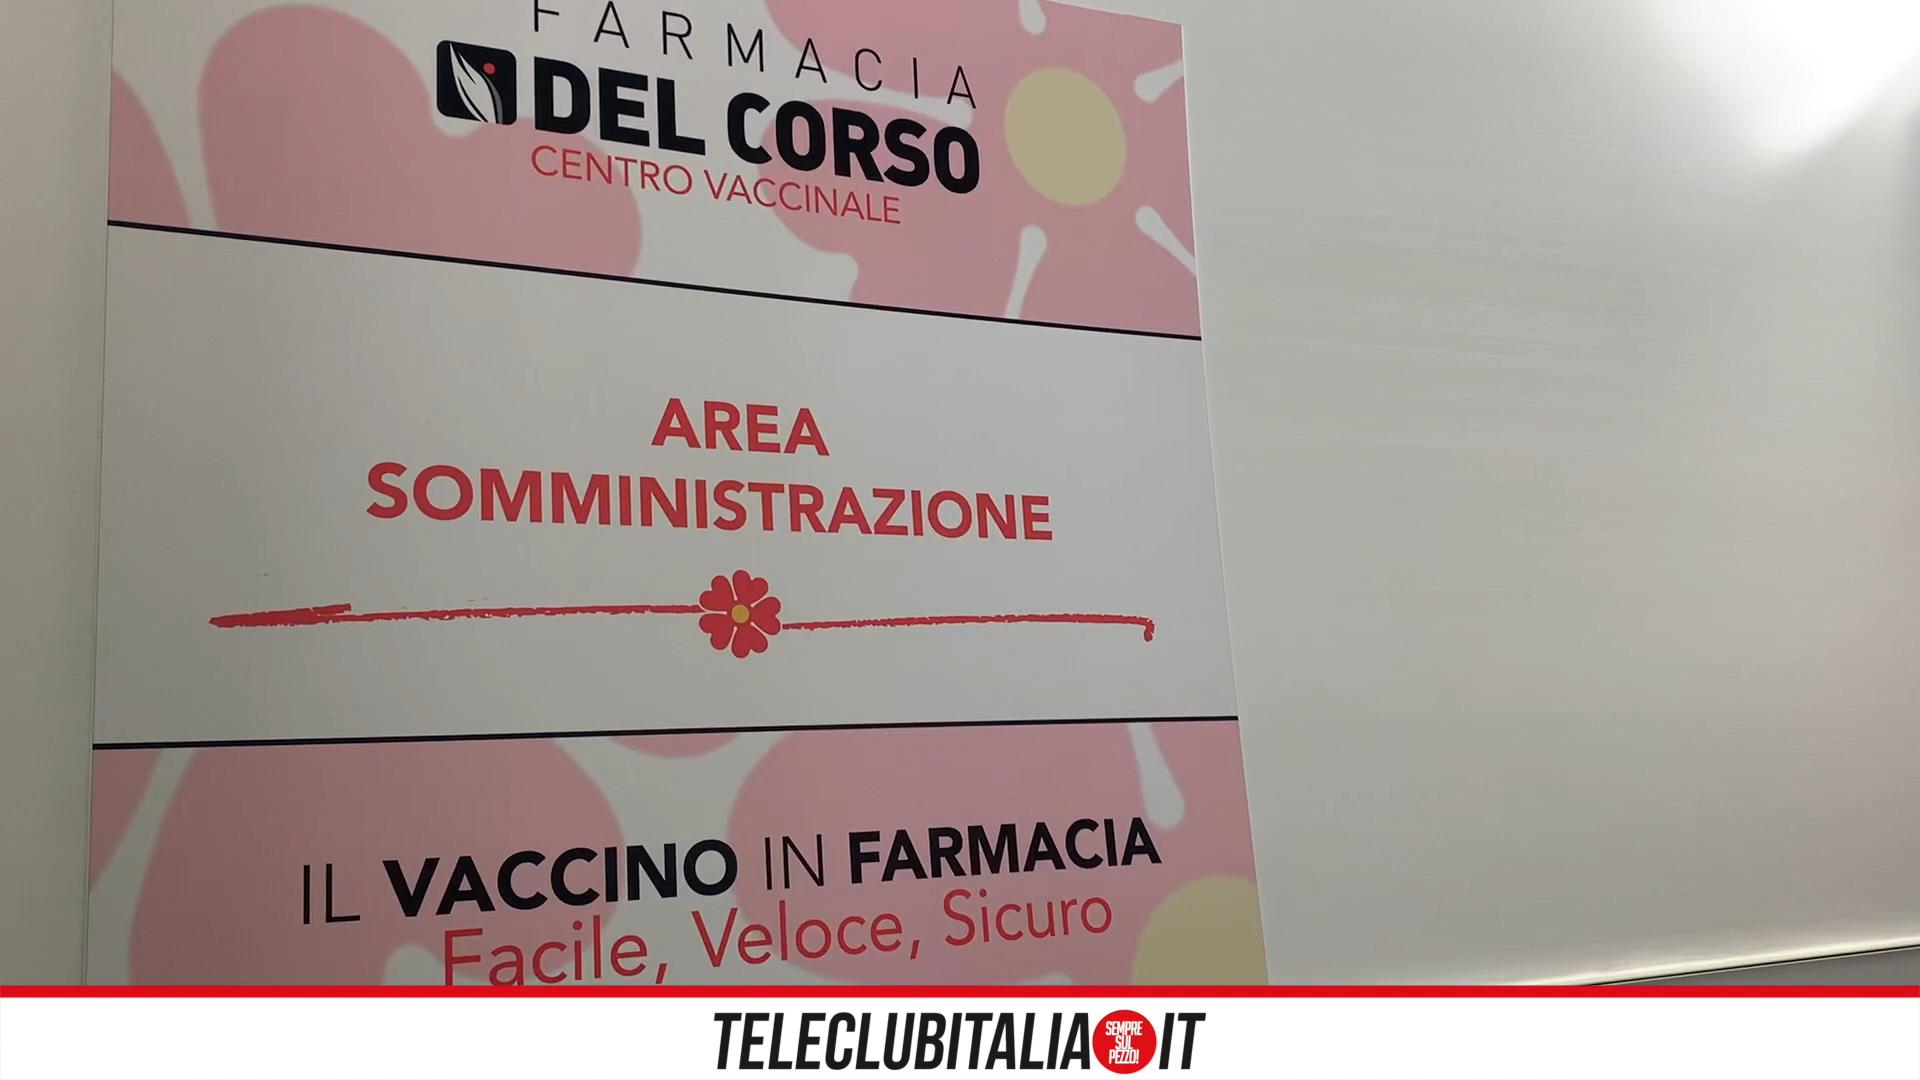 FARMACIA
DEL CORSO
CENTRO VACCINALE
AREA
SOMMINISTRAZIONE
IL VACCINO IN FARMACIA
Facile, Veloce, Sicuro
TELECLUBITALIA IT
SEMPRE
SUL
PEZZO!